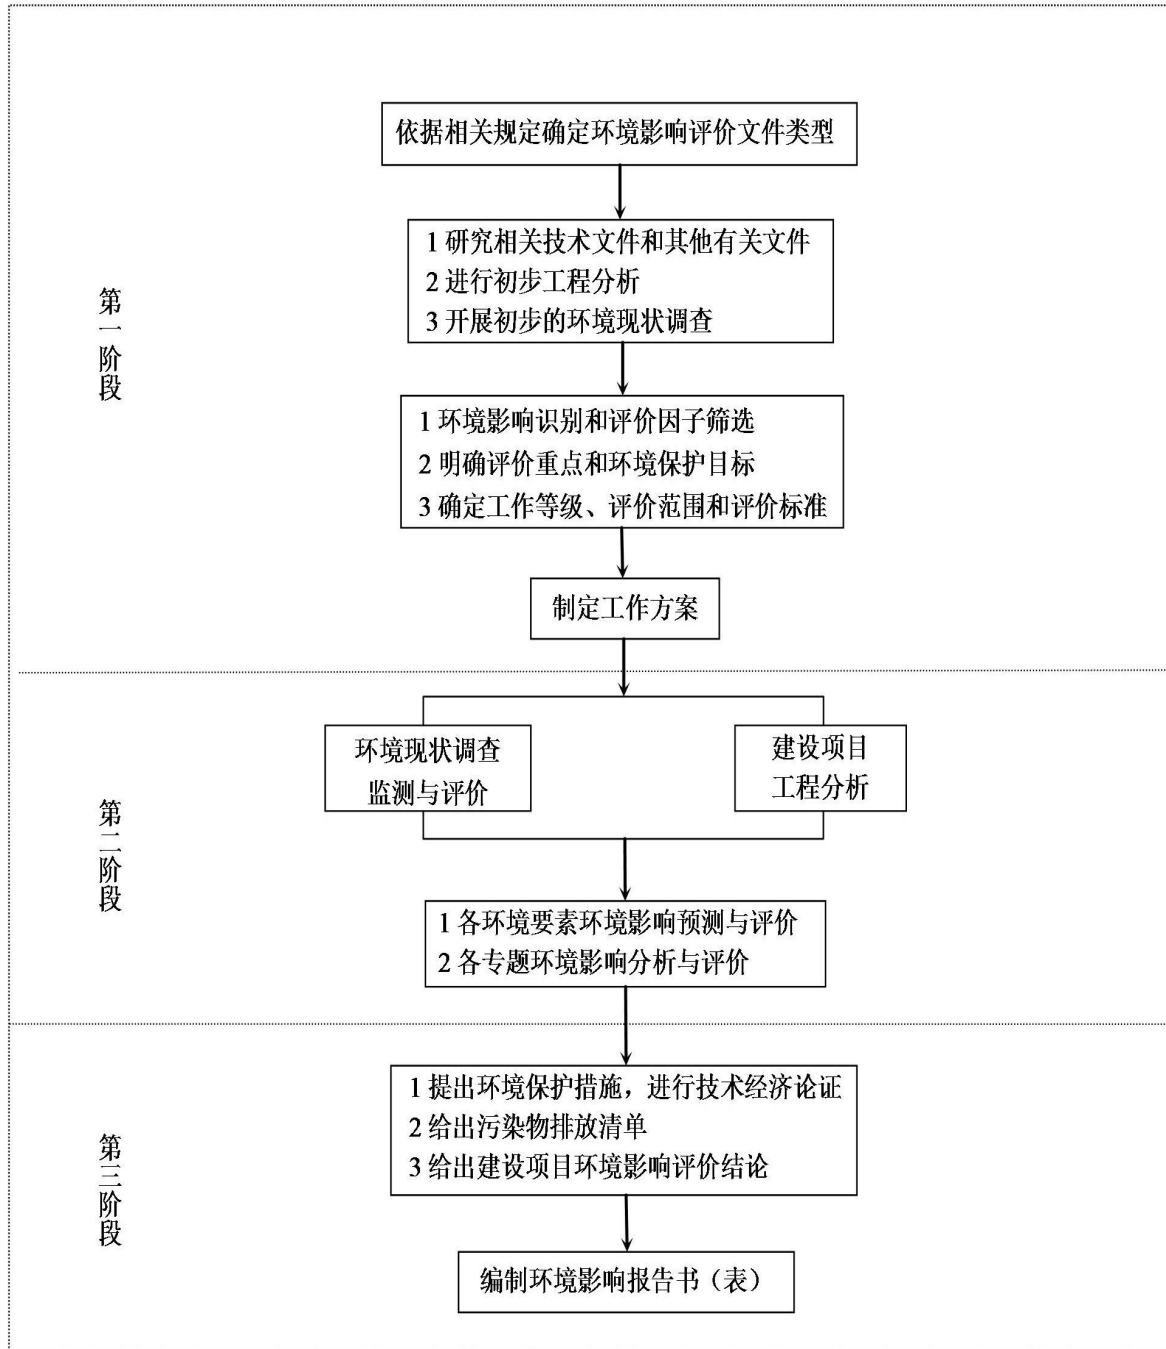 依据相关规定确定环境影响评价文件类型
1 研究相关技术文件和其他有关文件
2 进行初步工程分析
3 开展初步的环境现状调查
第一阶段
1 环境影响识别和评价因子筛选
2 明确评价重点和环境保护目标
3 确定工作等级、评价范围和评价标准
制定工作方案
环境现状调查
监测与评价
建设项目
工程分析
第二阶段
1 各环境要素环境影响预测与评价
2 各专题环境影响分析与评价
1 提出环境保护措施，进行技术经济论证
2 给出污染物排放清单
3 给出建设项目环境影响评价结论
第三阶段
编制环境影响报告书（表）